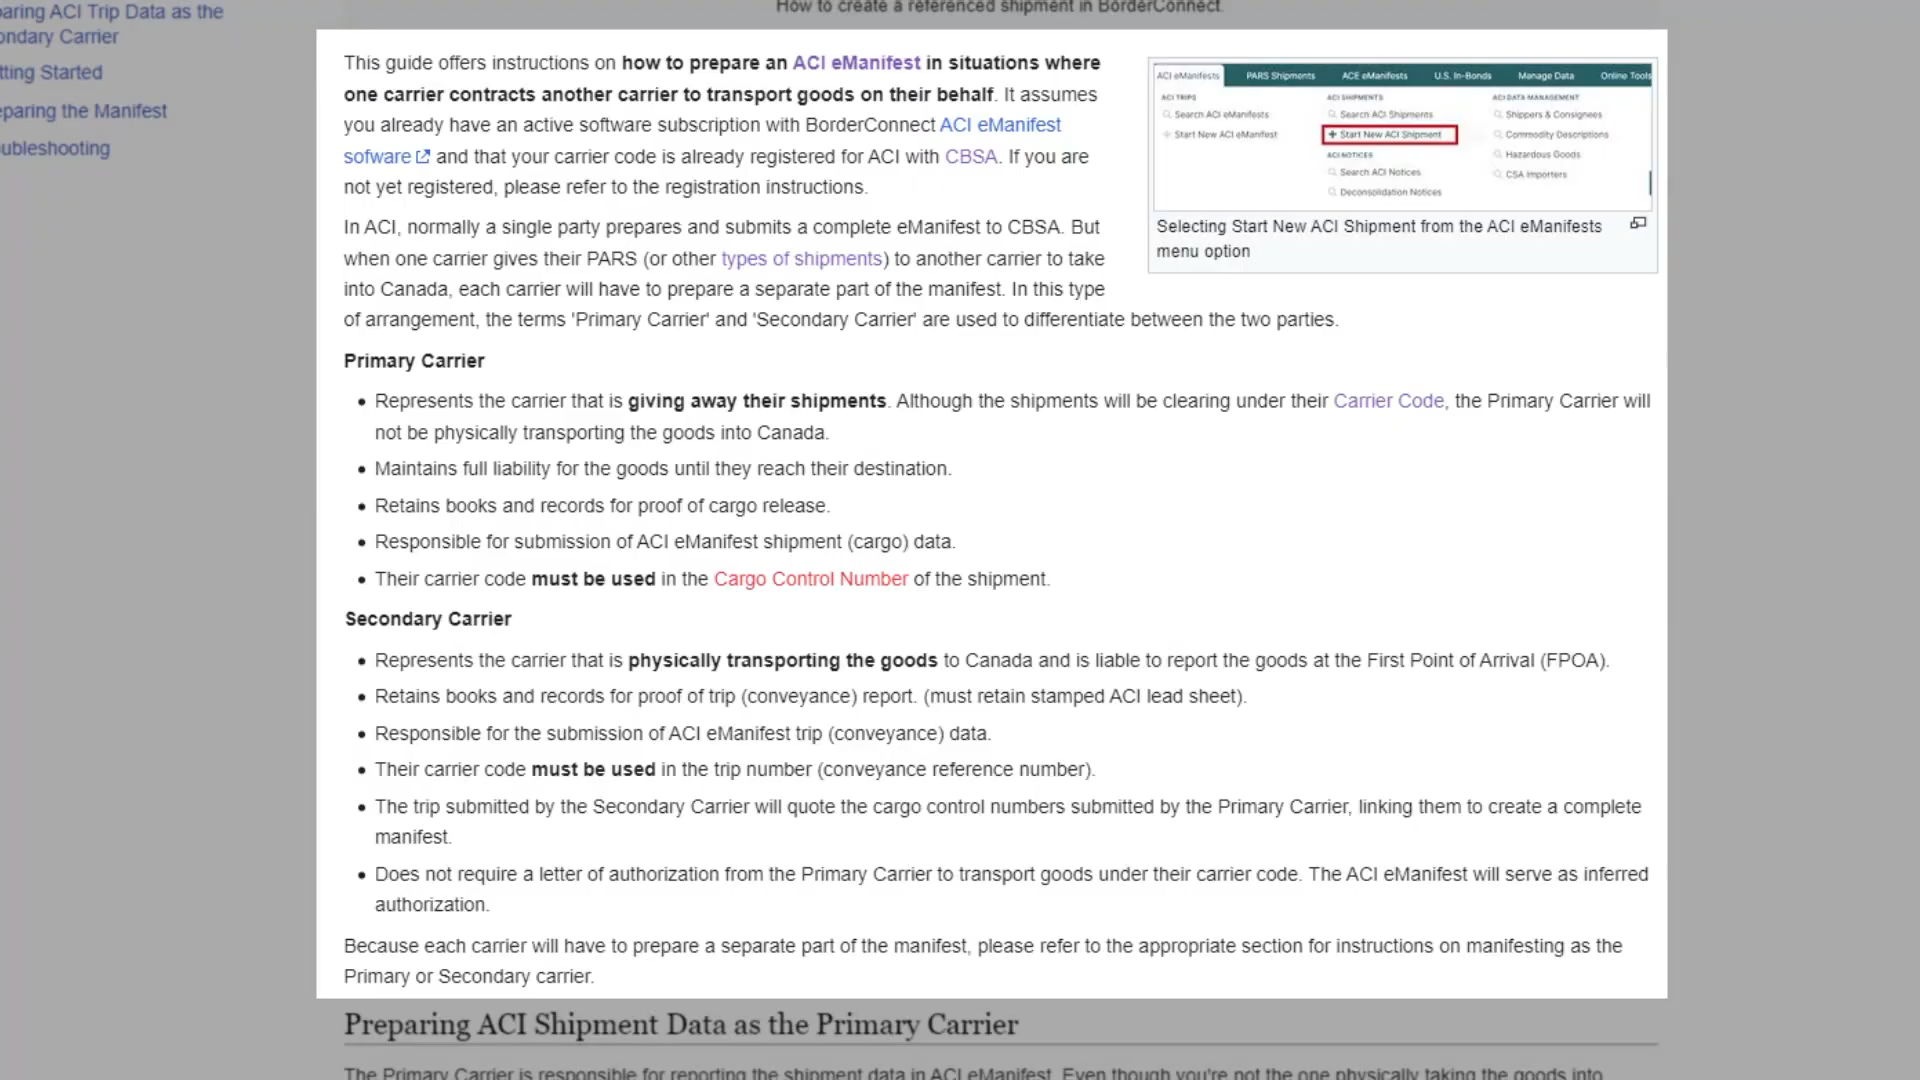 paring ACI Trip Data as the
ondary Carrier
tting Started
eparing the Manifest
ubleshooting
How to create a referenced shipment in BorderConnect.
This guide offers instructions on how to prepare an ACI eManifest in situations where
one carrier contracts another carrier to transport goods on their behalf. It assumes
you already have an active software subscription with BorderConnect ACI eManifest
sofware and that your carrier code is already registered for ACI with CBSA. If you are
not yet registered, please refer to the registration instructions.
ACI eManifests PARS Shipments ACE eManifests U.S. In-Bonds Manage Data Online Tools
ACI TRIPS ACI SHIPMENTS ACI DATA MANAGEMENT
Search ACI eManifests Search ACI Shipments Shippers & Consignees
+ Start New ACI eManifest + Start New ACI Shipment Commodity Descriptions
ACI NOTICES Hazardous Goods
Search ACI Notices CSA Importers
Deconsolidation Notices
Selecting Start New ACI Shipment from the ACI eManifests
menu option
In ACI, normally a single party prepares and submits a complete eManifest to CBSA. But
when one carrier gives their PARS (or other types of shipments) to another carrier to take
into Canada, each carrier will have to prepare a separate part of the manifest. In this type
of arrangement, the terms 'Primary Carrier' and 'Secondary Carrier' are used to differentiate between the two parties.
Primary Carrier
• Represents the carrier that is giving away their shipments. Although the shipments will be clearing under their Carrier Code, the Primary Carrier will
not be physically transporting the goods into Canada.
• Maintains full liability for the goods until they reach their destination.
• Retains books and records for proof of cargo release.
• Responsible for submission of ACI eManifest shipment (cargo) data.
• Their carrier code must be used in the Cargo Control Number of the shipment.
Secondary Carrier
• Represents the carrier that is physically transporting the goods to Canada and is liable to report the goods at the First Point of Arrival (FPOA).
• Retains books and records for proof of trip (conveyance) report. (must retain stamped ACI lead sheet).
• Responsible for the submission of ACI eManifest trip (conveyance) data.
• Their carrier code must be used in the trip number (conveyance reference number).
• The trip submitted by the Secondary Carrier will quote the cargo control numbers submitted by the Primary Carrier, linking them to create a complete
manifest.
• Does not require a letter of authorization from the Primary Carrier to transport goods under their carrier code. The ACI eManifest will serve as inferred
authorization.
Because each carrier will have to prepare a separate part of the manifest, please refer to the appropriate section for instructions on manifesting as the
Primary or Secondary carrier.
Preparing ACI Shipment Data as the Primary Carrier
The Primary Carrier is responsible for reporting the shipment data in ACI eManifest. Even though you're not the one physically taking the goods into